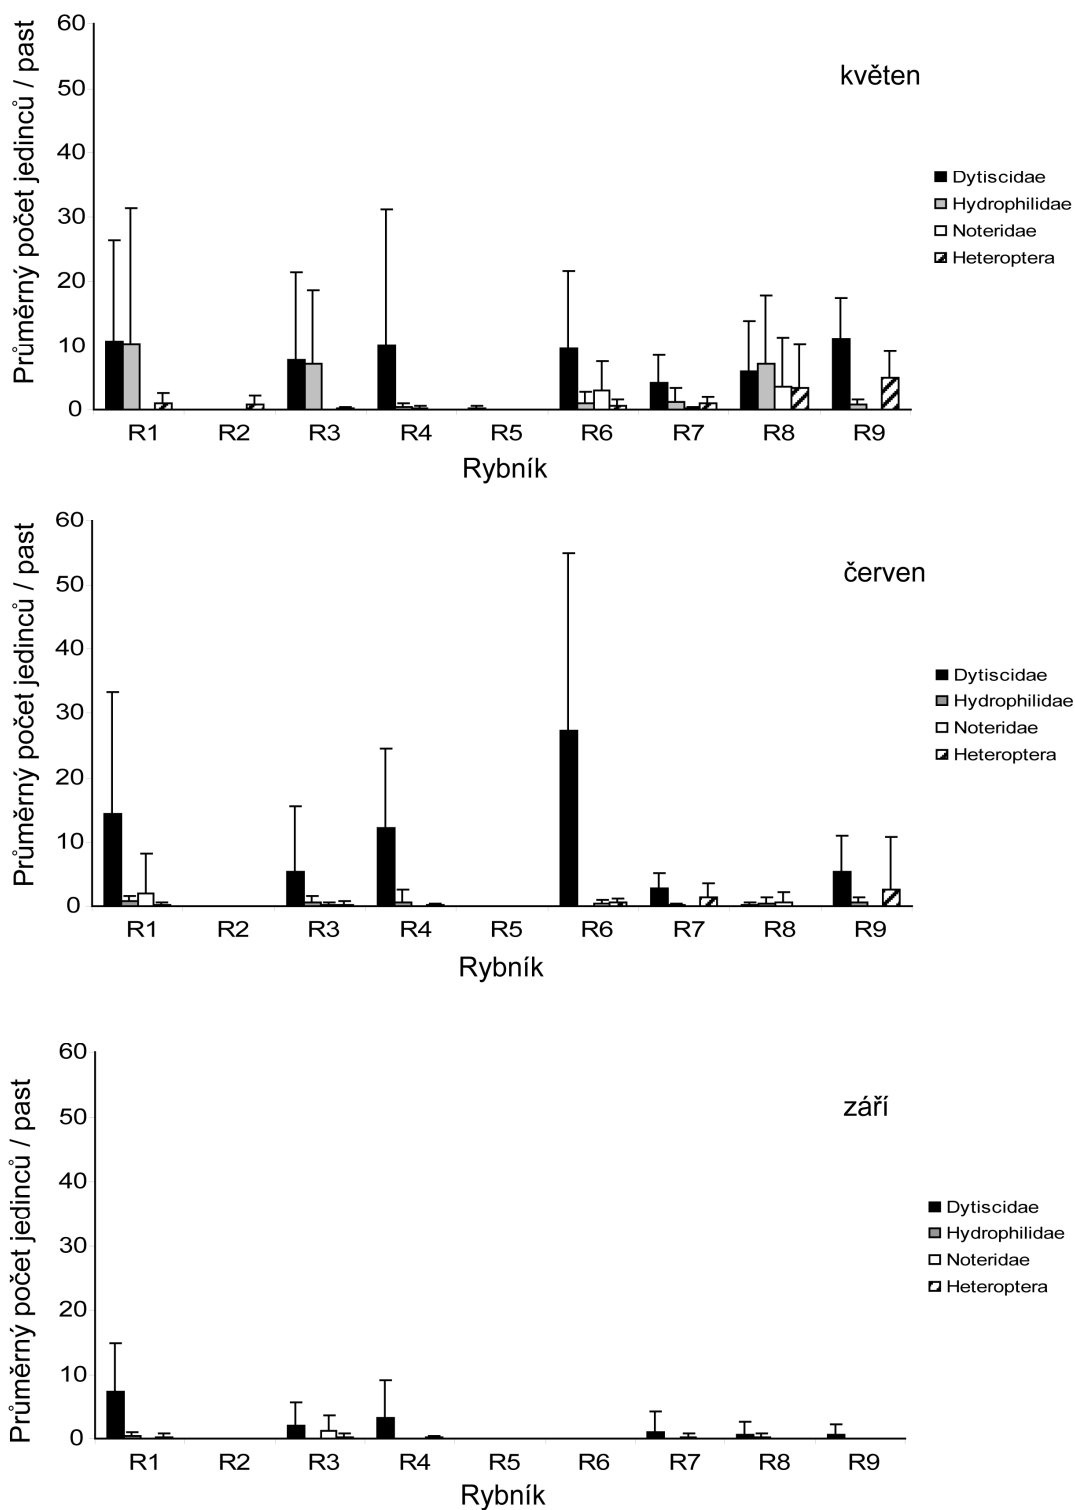 60
květen
50
40
30
20
10
0
Průměrný počet jedinců / past
Dytiscidae
Hydrophilidae
Noteridae
Heteroptera
R1 R2 R3 R4 R5 R6 R7 R8 R9
Rybník
60
červen
50
40
30
20
10
0
Průměrný počet jedinců / past
Dytiscidae
Hydrophilidae
Noteridae
Heteroptera
R1 R2 R3 R4 R5 R6 R7 R8 R9
Rybník
60
září
50
40
30
20
10
0
Průměrný počet jedinců / past
Dytiscidae
Hydrophilidae
Noteridae
Heteroptera
R1 R2 R3 R4 R5 R6 R7 R8 R9
Rybník